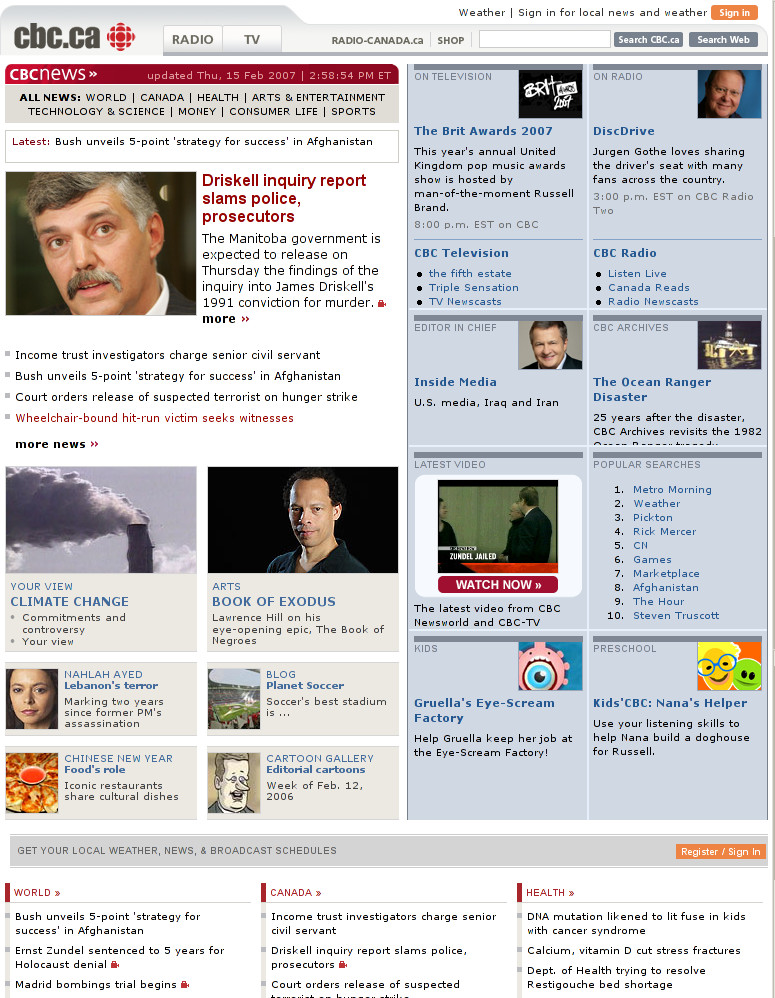 Weather | Sign in for local news and weather Sign in
cbc.ca
RADIO TV
RADIO-CANADA.ca SHOP Search CBC.ca Search Web
CBCnews » updated Thu, 15 Feb 2007 | 2:58:54 PM ET
ALL NEWS: WORLD | CANADA | HEALTH | ARTS & ENTERTAINMENT
TECHNOLOGY & SCIENCE | MONEY | CONSUMER LIFE | SPORTS
Latest: Bush unveils 5-point 'strategy for success' in Afghanistan
Driskell inquiry report
slams police,
prosecutors
The Manitoba government is
expected to release on
Thursday the findings of the
inquiry into James Driskell's
1991 conviction for murder.
more »
Income trust investigators charge senior civil servant
Bush unveils 5-point 'strategy for success' in Afghanistan
Court orders release of suspected terrorist on hunger strike
Wheelchair-bound hit-run victim seeks witnesses
more news »
YOUR VIEW
CLIMATE CHANGE
• Commitments and
controversy
• Your view
ARTS
BOOK OF EXODUS
Lawrence Hill on his
eye-opening epic, The Book of
Negroes
NAHLAH AYED
Lebanon's terror
Marking two years
since former PM's
assassination
BLOG
Planet Soccer
Soccer's best stadium
is ...
CHINESE NEW YEAR
Food's role
Iconic restaurants
share cultural dishes
CARTOON GALLERY
Editorial cartoons
Week of Feb. 12,
2006
ON TELEVISION
BRIT
AWARDS
2007
The Brit Awards 2007
This year's annual United
Kingdom pop music awards
show is hosted by
man-of-the-moment Russell
Brand.
8:00 p.m. EST on CBC
ON RADIO
DiscDrive
Jurgen Gothe loves sharing
the driver's seat with many
fans across the country.
3:00 p.m. EST on CBC Radio
Two
CBC Television
• the fifth estate
• Triple Sensation
• TV Newscasts
CBC Radio
• Listen Live
• Canada Reads
• Radio Newscasts
EDITOR IN CHIEF
Inside Media
U.S. media, Iraq and Iran
CBC ARCHIVES
The Ocean Ranger
Disaster
25 years after the disaster,
CBC Archives revisits the 1982
Ocean Ranger tragedy
LATEST VIDEO
ZUNDEL JAILED
WATCH NOW »
The latest video from CBC
Newsworld and CBC-TV
POPULAR SEARCHES
1. Metro Morning
2. Weather
3. Pickton
4. Rick Mercer
5. CN
6. Games
7. Marketplace
8. Afghanistan
9. The Hour
10. Steven Truscott
KIDS
Gruella's Eye-Scream
Factory
Help Gruella keep her job at
the Eye-Scream Factory!
PRESCHOOL
Kids'CBC: Nana's Helper
Use your listening skills to
help Nana build a doghouse
for Russell.
GET YOUR LOCAL WEATHER, NEWS, & BROADCAST SCHEDULES Register / Sign In
WORLD »
Bush unveils 5-point 'strategy for
success' in Afghanistan
Ernst Zundel sentenced to 5 years for
Holocaust denial
Madrid bombings trial begins
CANADA »
Income trust investigators charge senior
civil servant
Driskell inquiry report slams police,
prosecutors
Court orders release of suspected
terrorist on hunger strike
HEALTH »
DNA mutation likened to lit fuse in kids
with cancer syndrome
Calcium, vitamin D cut stress fractures
Dept. of Health trying to resolve
Restigouche bed shortage